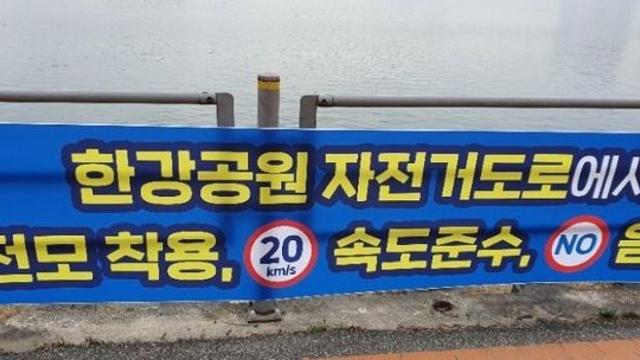 한강공원 자전거도로에서
전모 착용, 20 km/s 속도준수, NO